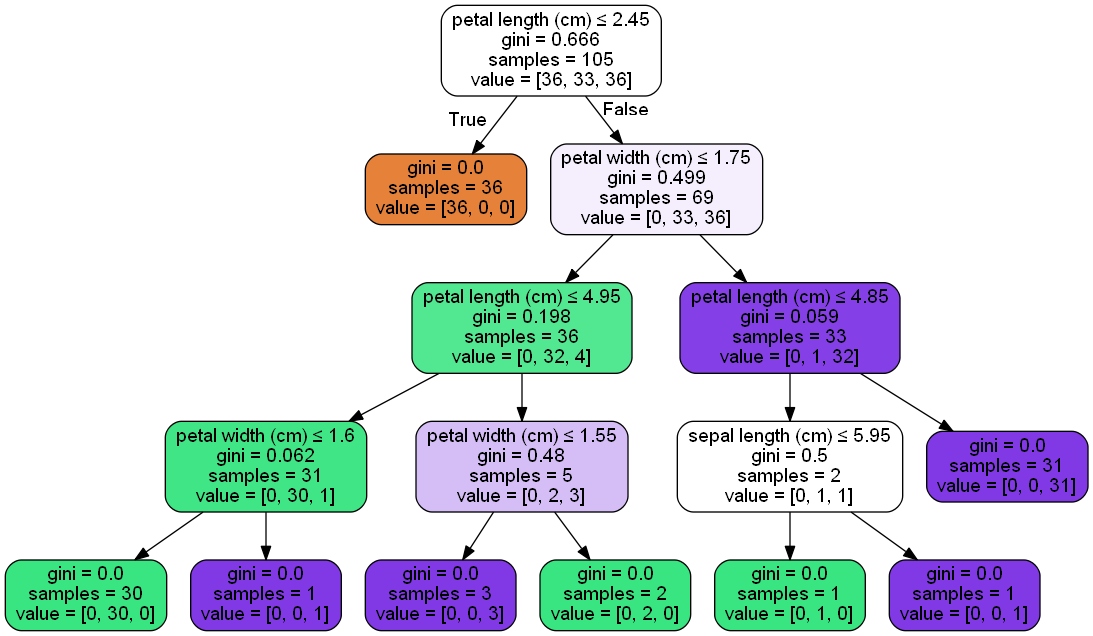 petal length (cm) ≤ 2.45
gini = 0.666
samples = 105
value = [36, 33, 36]
True
False
gini = 0.0
samples = 36
value = [36, 0, 0]
petal width (cm) ≤ 1.75
gini = 0.499
samples = 69
value = [0, 33, 36]
petal length (cm) ≤ 4.95
gini = 0.198
samples = 36
value = [0, 32, 4]
petal length (cm) ≤ 4.85
gini = 0.059
samples = 33
value = [0, 1, 32]
petal width (cm) ≤ 1.6
gini = 0.062
samples = 31
value = [0, 30, 1]
petal width (cm) ≤ 1.55
gini = 0.48
samples = 5
value = [0, 2, 3]
sepal length (cm) ≤ 5.95
gini = 0.5
samples = 2
value = [0, 1, 1]
gini = 0.0
samples = 31
value = [0, 0, 31]
gini = 0.0
samples = 30
value = [0, 30, 0]
gini = 0.0
samples = 1
value = [0, 0, 1]
gini = 0.0
samples = 3
value = [0, 0, 3]
gini = 0.0
samples = 2
value = [0, 2, 0]
gini = 0.0
samples = 1
value = [0, 1, 0]
gini = 0.0
samples = 1
value = [0, 0, 1]